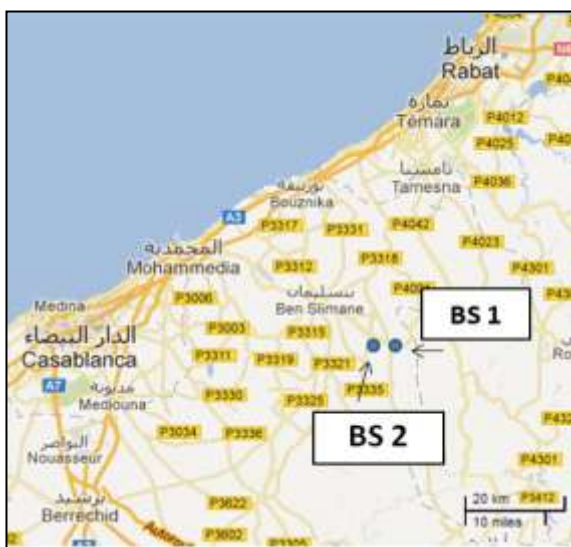 الرباط
Rabat
تمارة
P4012
Témara
P4025
تامسنا
P4036
Tamesna
بوزنيقة
Bouznika
A3
P3317
P3331
P4042
المحمدية
P4023
Mohammedia
P3312
P3318
P4301
بنسليمان
P3006
Ben Slimane
Medina
BS 1
الدار البيضاء
P3003
P3315
Casablanca
P3311
P3319
P3321
A7
مديونة
P3330
P3335
Mediouna
P3325
BS 2
النواصر
P3034
P3336
Nouasseur
P4301
برشيد
P3622
20 km
P3412
Berrechid
10 miles
P3602